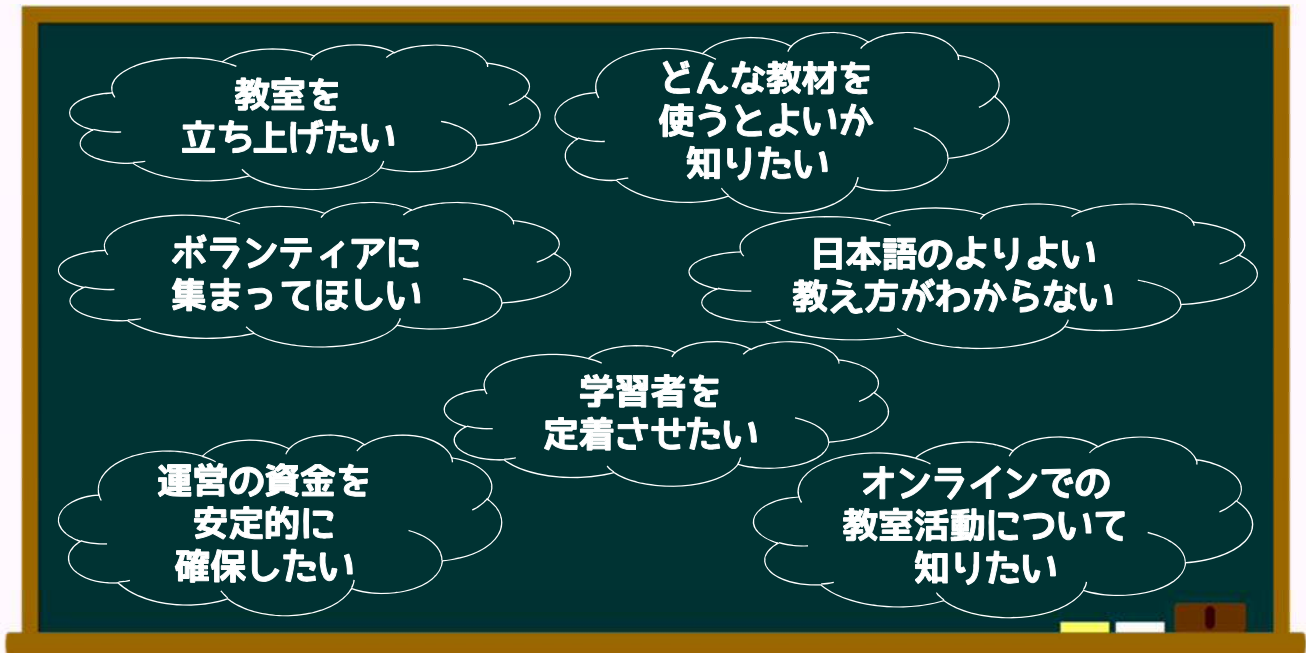 教室を
立ち上げたい
どんな教材を
使うとよいか
知りたい
ボランティアに
集まってほしい
日本語のよりよい
教え方がわからない
学習者を
定着させたい
運営の資金を
安定的に
確保したい
オンラインでの
教室活動について
知りたい